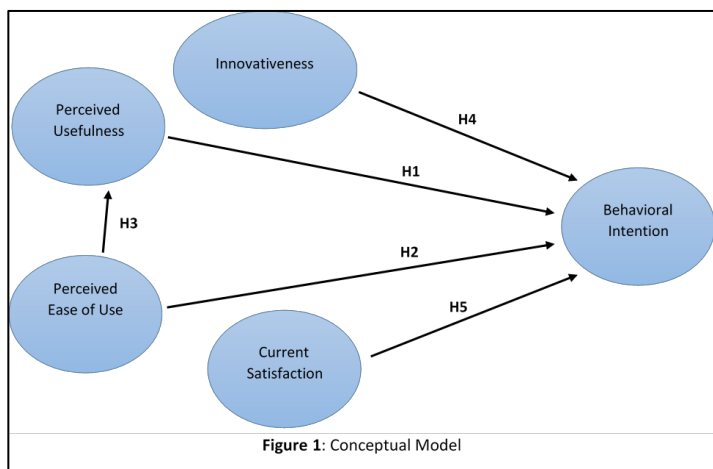 Innovativeness
Perceived
Usefulness
H4
H1
Behavioral
Intention
H3
H2
Perceived
Ease of Use
H5
Current
Satisfaction
Figure 1: Conceptual Model